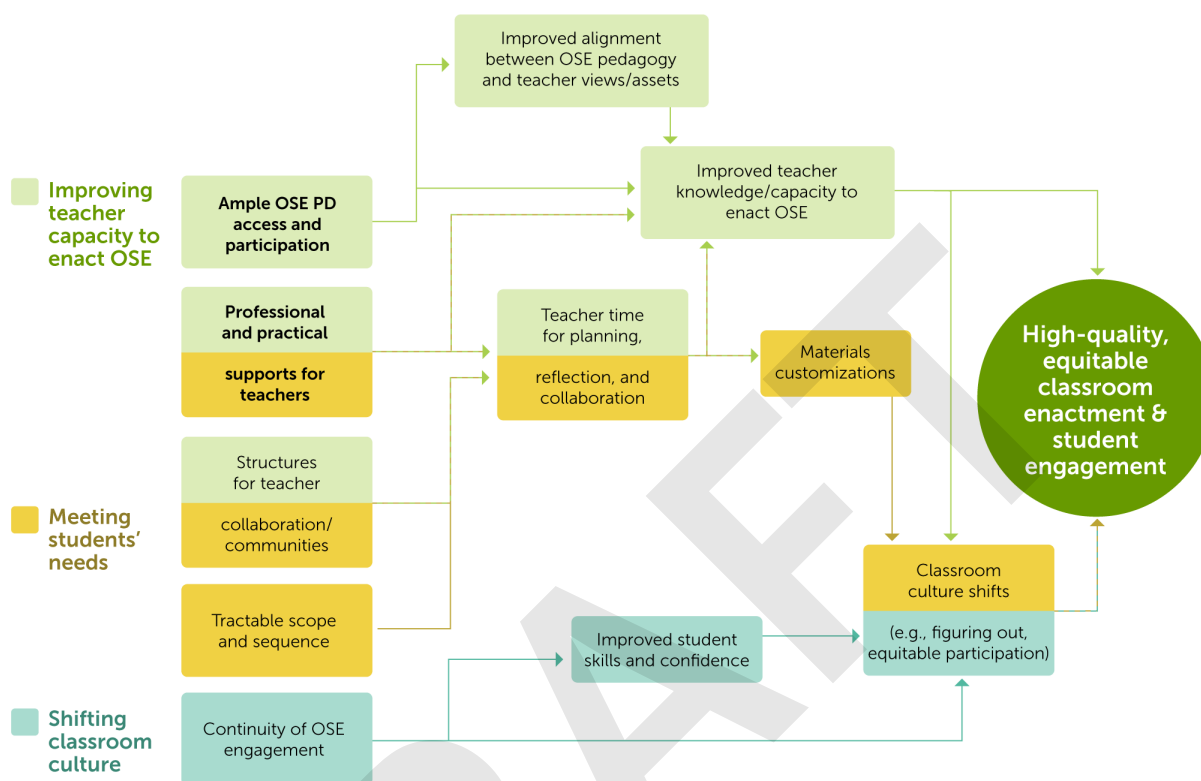 Improved alignment
between OSE pedagogy
and teacher views/assets
Improving
teacher
capacity to
enact OSE
Ample OSE PD
access and
participation
Improved teacher
knowledge/capacity to
enact OSE
Professional
and practical
supports for
teachers
Teacher time
for planning,
reflection, and
collaboration
Materials
customizations
High-quality,
equitable
classroom
enactment &
student
engagement
Meeting
students'
needs
Structures
for teacher
collaboration/
communities
Tractable scope
and sequence
Classroom
culture shifts
(e.g., figuring out,
equitable participation)
Improved student
skills and confidence
Shifting
classroom
culture
Continuity of OSE
engagement
RAFT